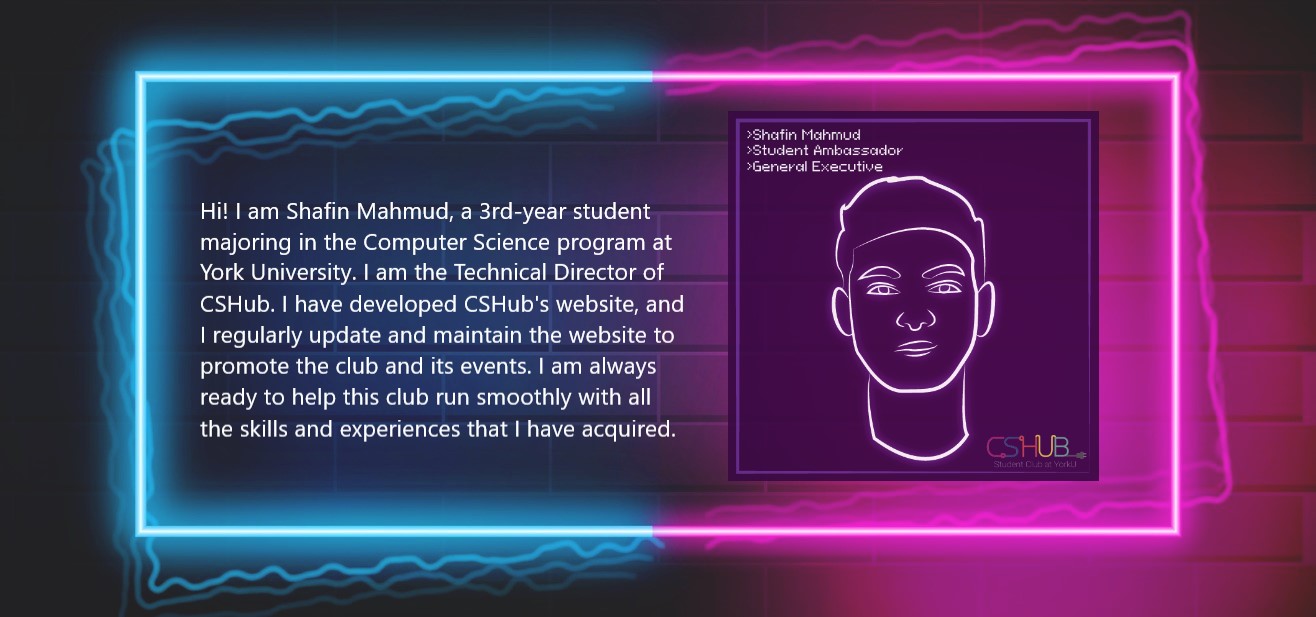 Hi! I am Shafin Mahmud, a 3rd-year student
majoring in the Computer Science program at
York University. I am the Technical Director of
CSHub. I have developed CSHub's website, and
I regularly update and maintain the website to
promote the club and its events. I am always
ready to help this club run smoothly with all
the skills and experiences that I have acquired.
>Shafin Mahmud
>Student Ambassador
>General Executive
CSHUB
Student Club at YorkU